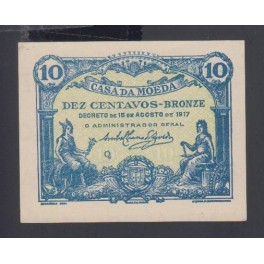 10 CASA DA MOEDA 10
DEZ CENTAVOS-BRONZE
DECRETO DE 15 DE AGOSTO DE 1917
O ADMINISTRADOR GERAL